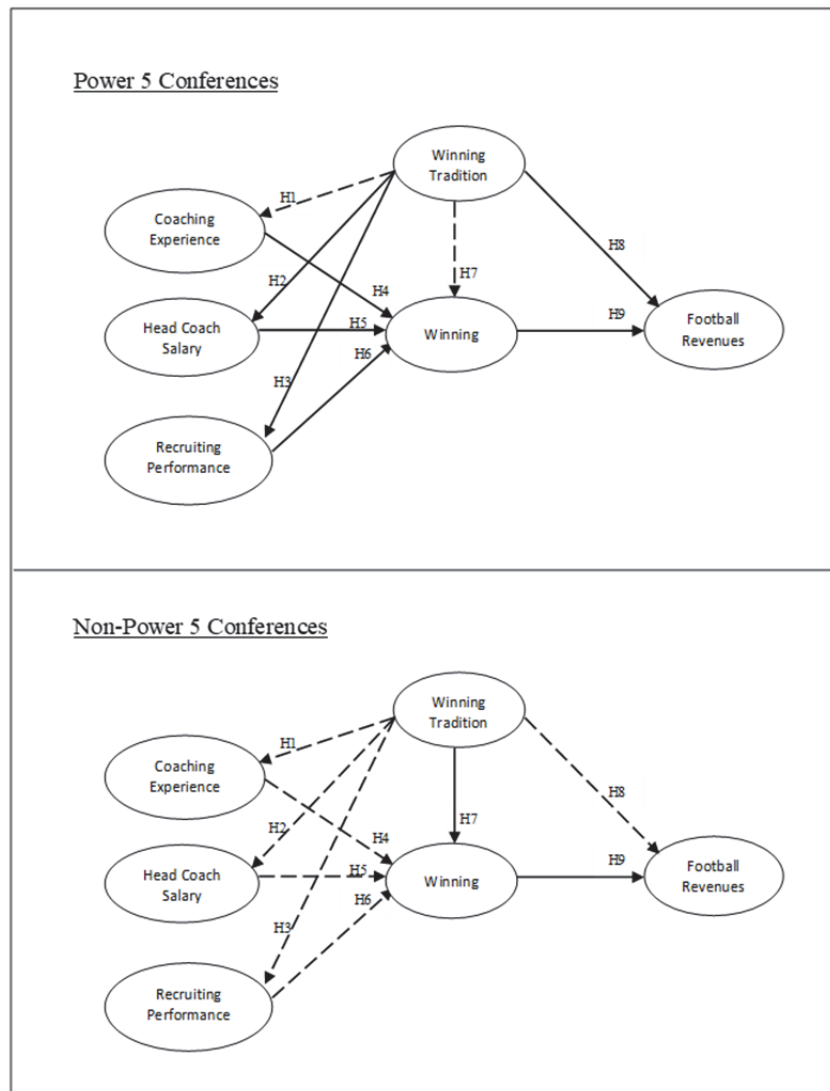 Power 5 Conferences
Winning
Tradition
H1
Coaching
Experience
H8
H2
H7
H4
Head Coach
Salary
H5
Winning
H9
Football
Revenues
H6
H3
Recruiting
Performance
Non-Power 5 Conferences
Winning
Tradition
H1
Coaching
Experience
H8
H2
H7
H4
Head Coach
Salary
H5
Winning
H9
Football
Revenues
H6
H3
Recruiting
Performance